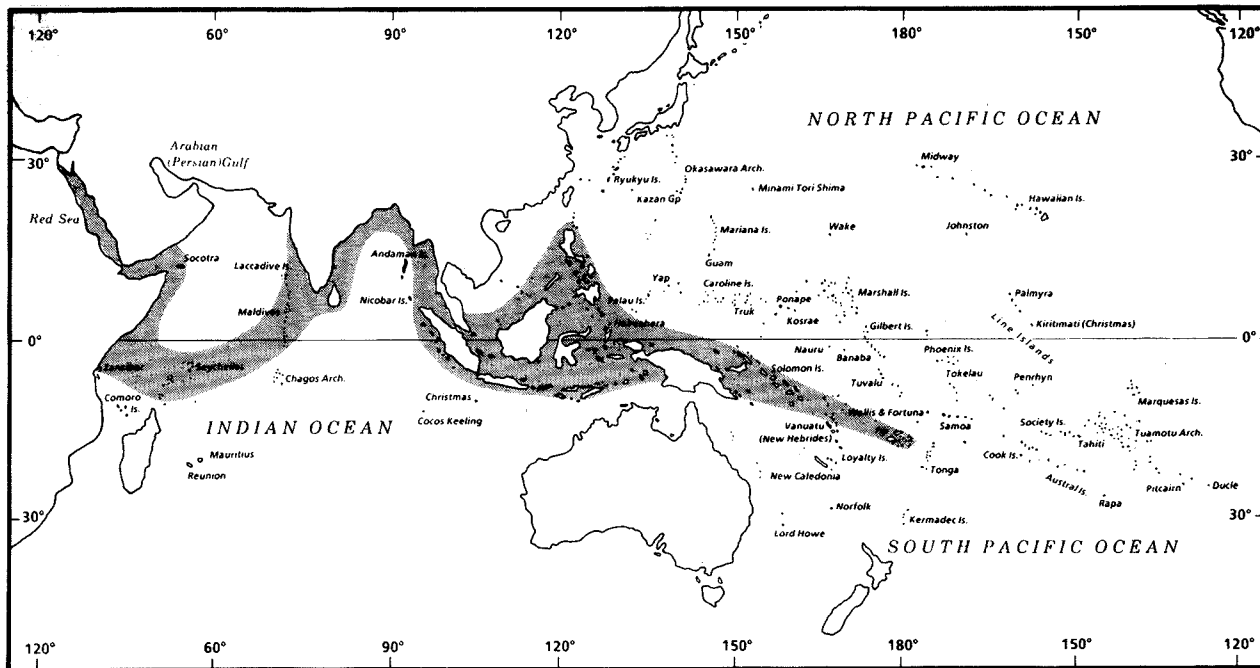 120° 60° 90° 120° 150° 180° 150° 120°
NORTH PACIFIC OCEAN
Arabian
(Persian) Gulf
30° 30°
Midway
Okasawara Arch.
Ryukyu Is.
Minami Tori Shima
Kazan Gp
Hawaiian Is.
Red Sea
Mariana Is.
Wake
Johnston
Socotra
Laccadive Is.
Andaman
Guam
Yap
Caroline Is.
Marshall Is.
Palmyra
Nicobar Is.
Palau Is.
Ponape
Truk
Maldives
Kosrae
Gilbert Is.
Kiritimati (Christmas)
Line Islands
Halmahera
0° 0°
Nauru
Banaba
Phoenix Is.
Zanzibar
Seychelles
Chagos Arch.
Solomon Is.
Tokelau
Tuvalu
Penrhyn
Comoro
Is.
Christmas
Marquesas Is.
Cocos Keeling
Wallis & Fortuna
INDIAN OCEAN
Vanuatu
(New Hebrides)
Samoa
Society Is.
Tahiti
Tuamotu Arch.
Mauritius
Reunion
Loyalty Is.
Cook Is.
New Caledonia
Tonga
Austral Is.
Pitcairn
Ducle
Rapa
Norfolk
30° 30°
Kermadec Is.
Lord Howe
SOUTH PACIFIC OCEAN
120° 60° 90° 120° 150° 180° 150° 120°